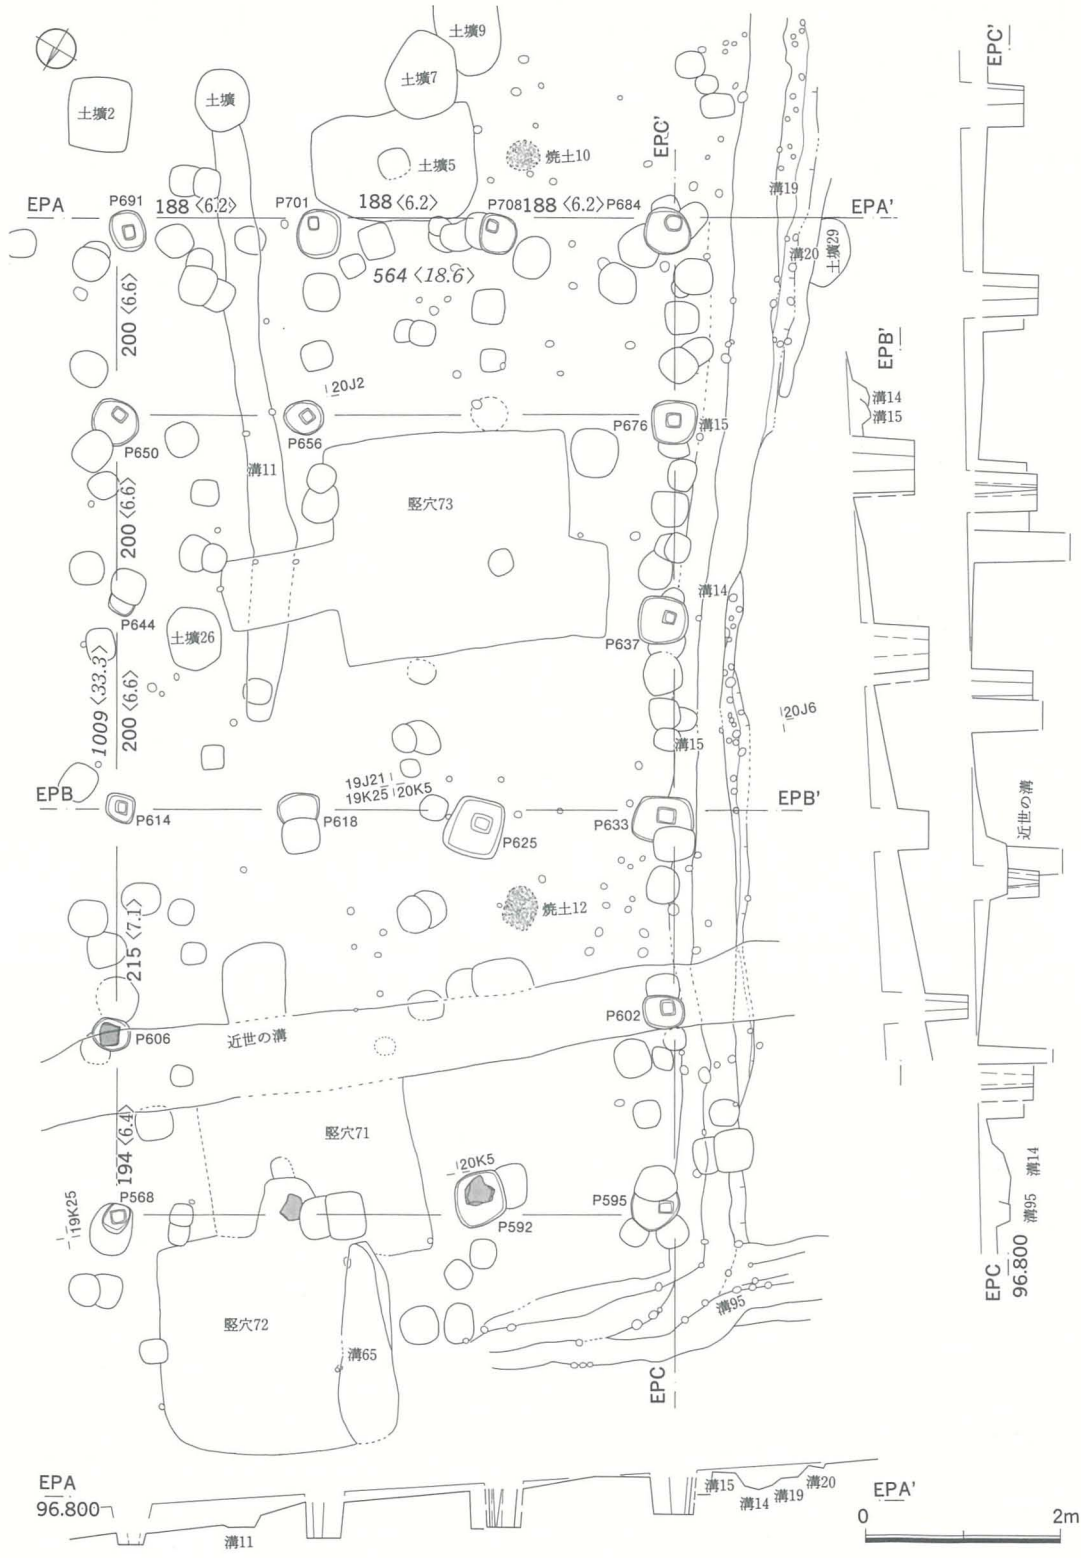 土壙9
土壙7
土壙2
土壙
土壙5
焼土10
EPC'
EPC'
溝19
EPA
P691
188〈6.2〉
P701
188〈6.2〉
P708
188〈6.2〉
P684
EPA'
溝20
土壙29
564〈18.6〉
200〈6.6〉
EPB'
溝14
溝15
20J2
P650
P656
P676
溝15
溝11
竪穴73
200〈6.6〉
P644
溝14
土壙26
P637
1009〈33.3〉
200〈6.6〉
20J6
溝15
19J21
19K25
20K5
EPB
P614
P618
P625
P633
EPB'
近世の溝
焼土12
215〈7.1〉
P606
近世の溝
P602
194〈6.4〉
竪穴71
20K5
19K25
P568
P592
P595
溝14
溝95
EPC
96.800
溝95
竪穴72
溝65
EPC
EPA
96.800
溝11
溝15
溝14
溝19
溝20
EPA'
0
2m